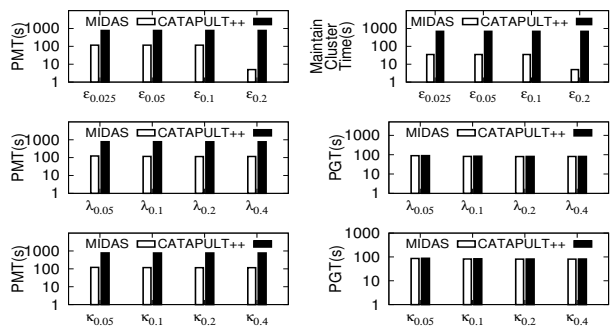 MIDAS CATAPULT++
PMT(s)
1000
100
10
1
ε0.025 ε0.05 ε0.1 ε0.2
MIDAS CATAPULT++
Maintain
Cluster
Time(s)
1000
100
10
1
ε0.025 ε0.05 ε0.1 ε0.2
MIDAS CATAPULT++
PMT(s)
1000
100
10
1
λ0.05 λ0.1 λ0.2 λ0.4
MIDAS CATAPULT++
PGT(s)
1000
100
10
1
λ0.05 λ0.1 λ0.2 λ0.4
MIDAS CATAPULT++
PMT(s)
1000
100
10
1
κ0.05 κ0.1 κ0.2 κ0.4
MIDAS CATAPULT++
PGT(s)
1000
100
10
1
κ0.05 κ0.1 κ0.2 κ0.4